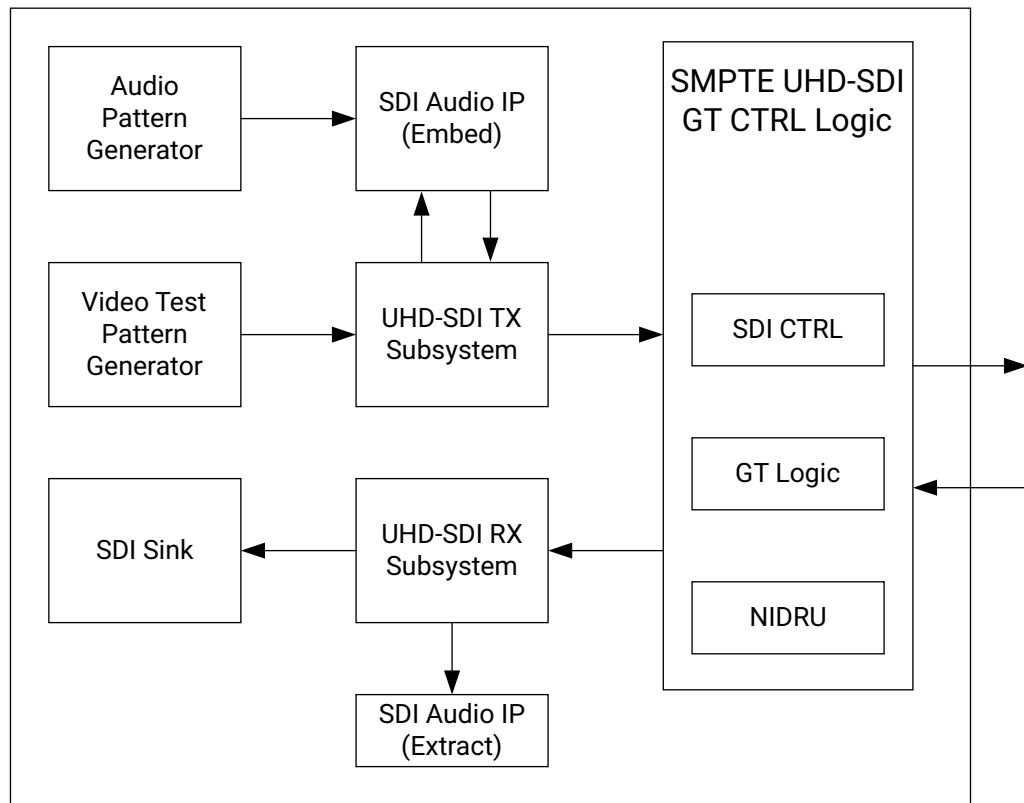 Audio
Pattern
Generator
SDI Audio IP
(Embed)
SMPTE UHD-SDI
GT CTRL Logic
Video Test
Pattern
Generator
UHD-SDI TX
Subsystem
SDI CTRL
GT Logic
SDI Sink
UHD-SDI RX
Subsystem
NIDRU
SDI Audio IP
(Extract)